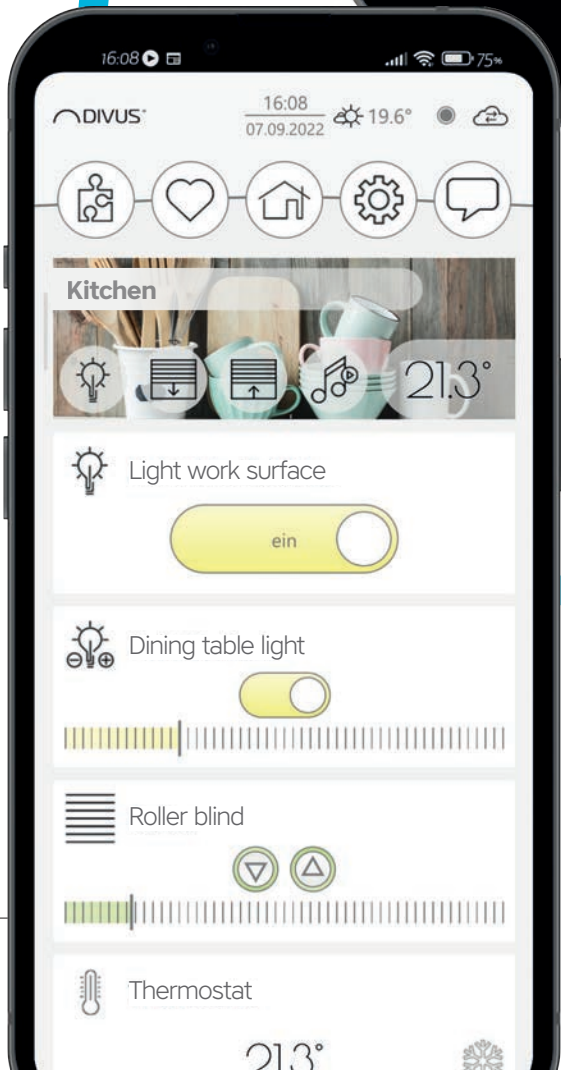 16:08
75%
DIVUS
16:08
07.09.2022
19.6°
Kitchen
21.3°
Light work surface
ein
Dining table light
Roller blind
Thermostat
21.3°